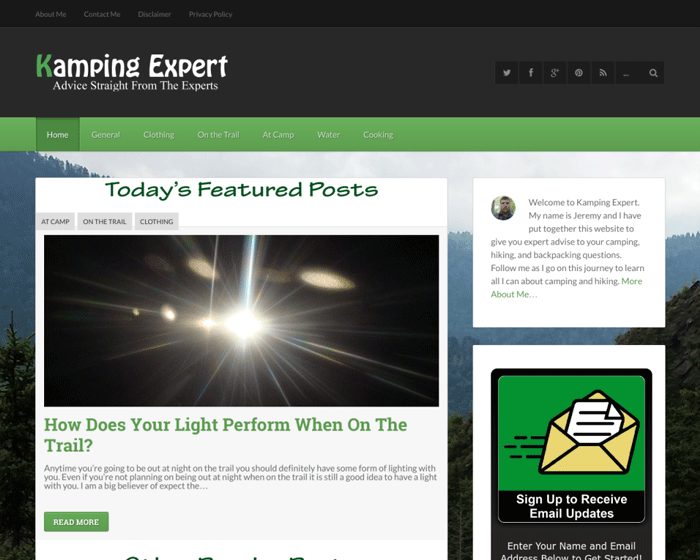 About Me Contact Me Disclaimer Privacy Policy
Kamping Expert
Advice Straight From The Experts
...
Home General Clothing On the Trail At Camp Water Cooking
Today's Featured Posts
AT CAMP ON THE TRAIL CLOTHING
How Does Your Light Perform When On The
Trail?
Anytime you're going to be out at night on the trail you should definitely have some form of lighting with
you. Even if you're not planning on being out at night when on the trail it is still a good idea to have a light
with you. I am a big believer of expect the…
READ MORE
Welcome to Kamping Expert.
My name is Jeremy and I have
put together this website to
give you expert advise to your camping,
hiking, and backpacking questions.
Follow me as I go on this journey to learn
all I can about camping and hiking. More
About Me…
Sign Up to Receive
Email Updates
Enter Your Name and Email
Address Below to Get Started!